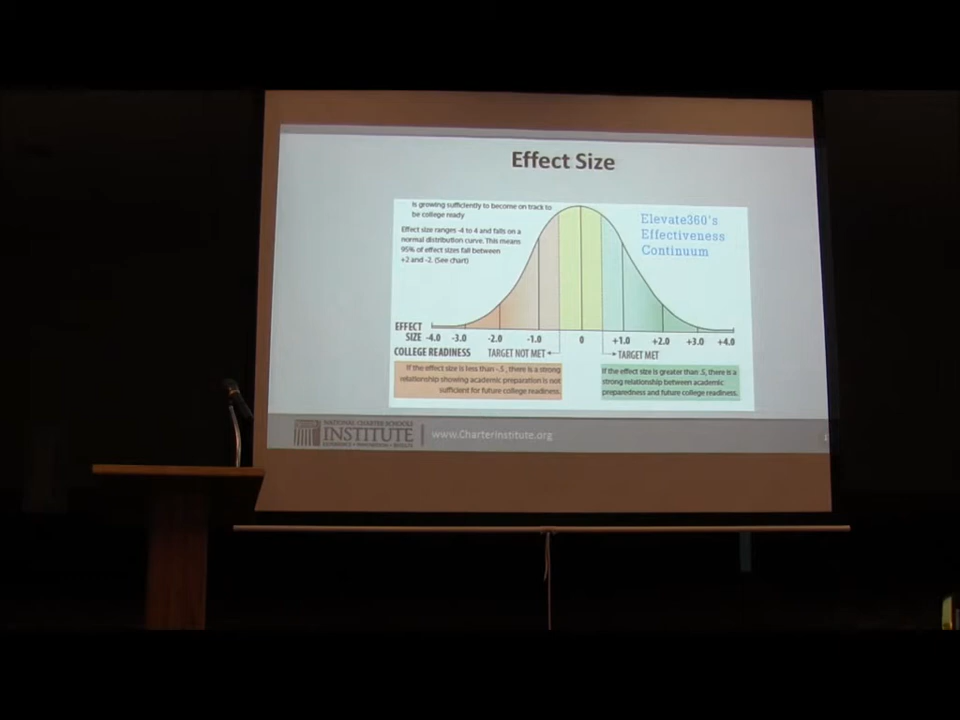 Effect Size
is growing sufficiently to become on track to
be college ready
Effect size ranges -4 to 4 and falls on a
normal distribution curve. This means
95% of effect sizes fall between
+2 and -2. (See chart)
Elevate360's
Effectiveness
Continuum
EFFECT
SIZE -4.0 -3.0 -2.0 -1.0 0 +1.0 +2.0 +3.0 +4.0
COLLEGE READINESS TARGET NOT MET TARGET MET
If the effect size is less than -.5 , there is a strong
relationship showing academic preparation is not
sufficient for future college readiness.
If the effect size is greater than .5, there is a
strong relationship between academic
preparedness and future college readiness.
NATIONAL CHARTER SCHOOLS
INSTITUTE
www.CharterInstitute.org